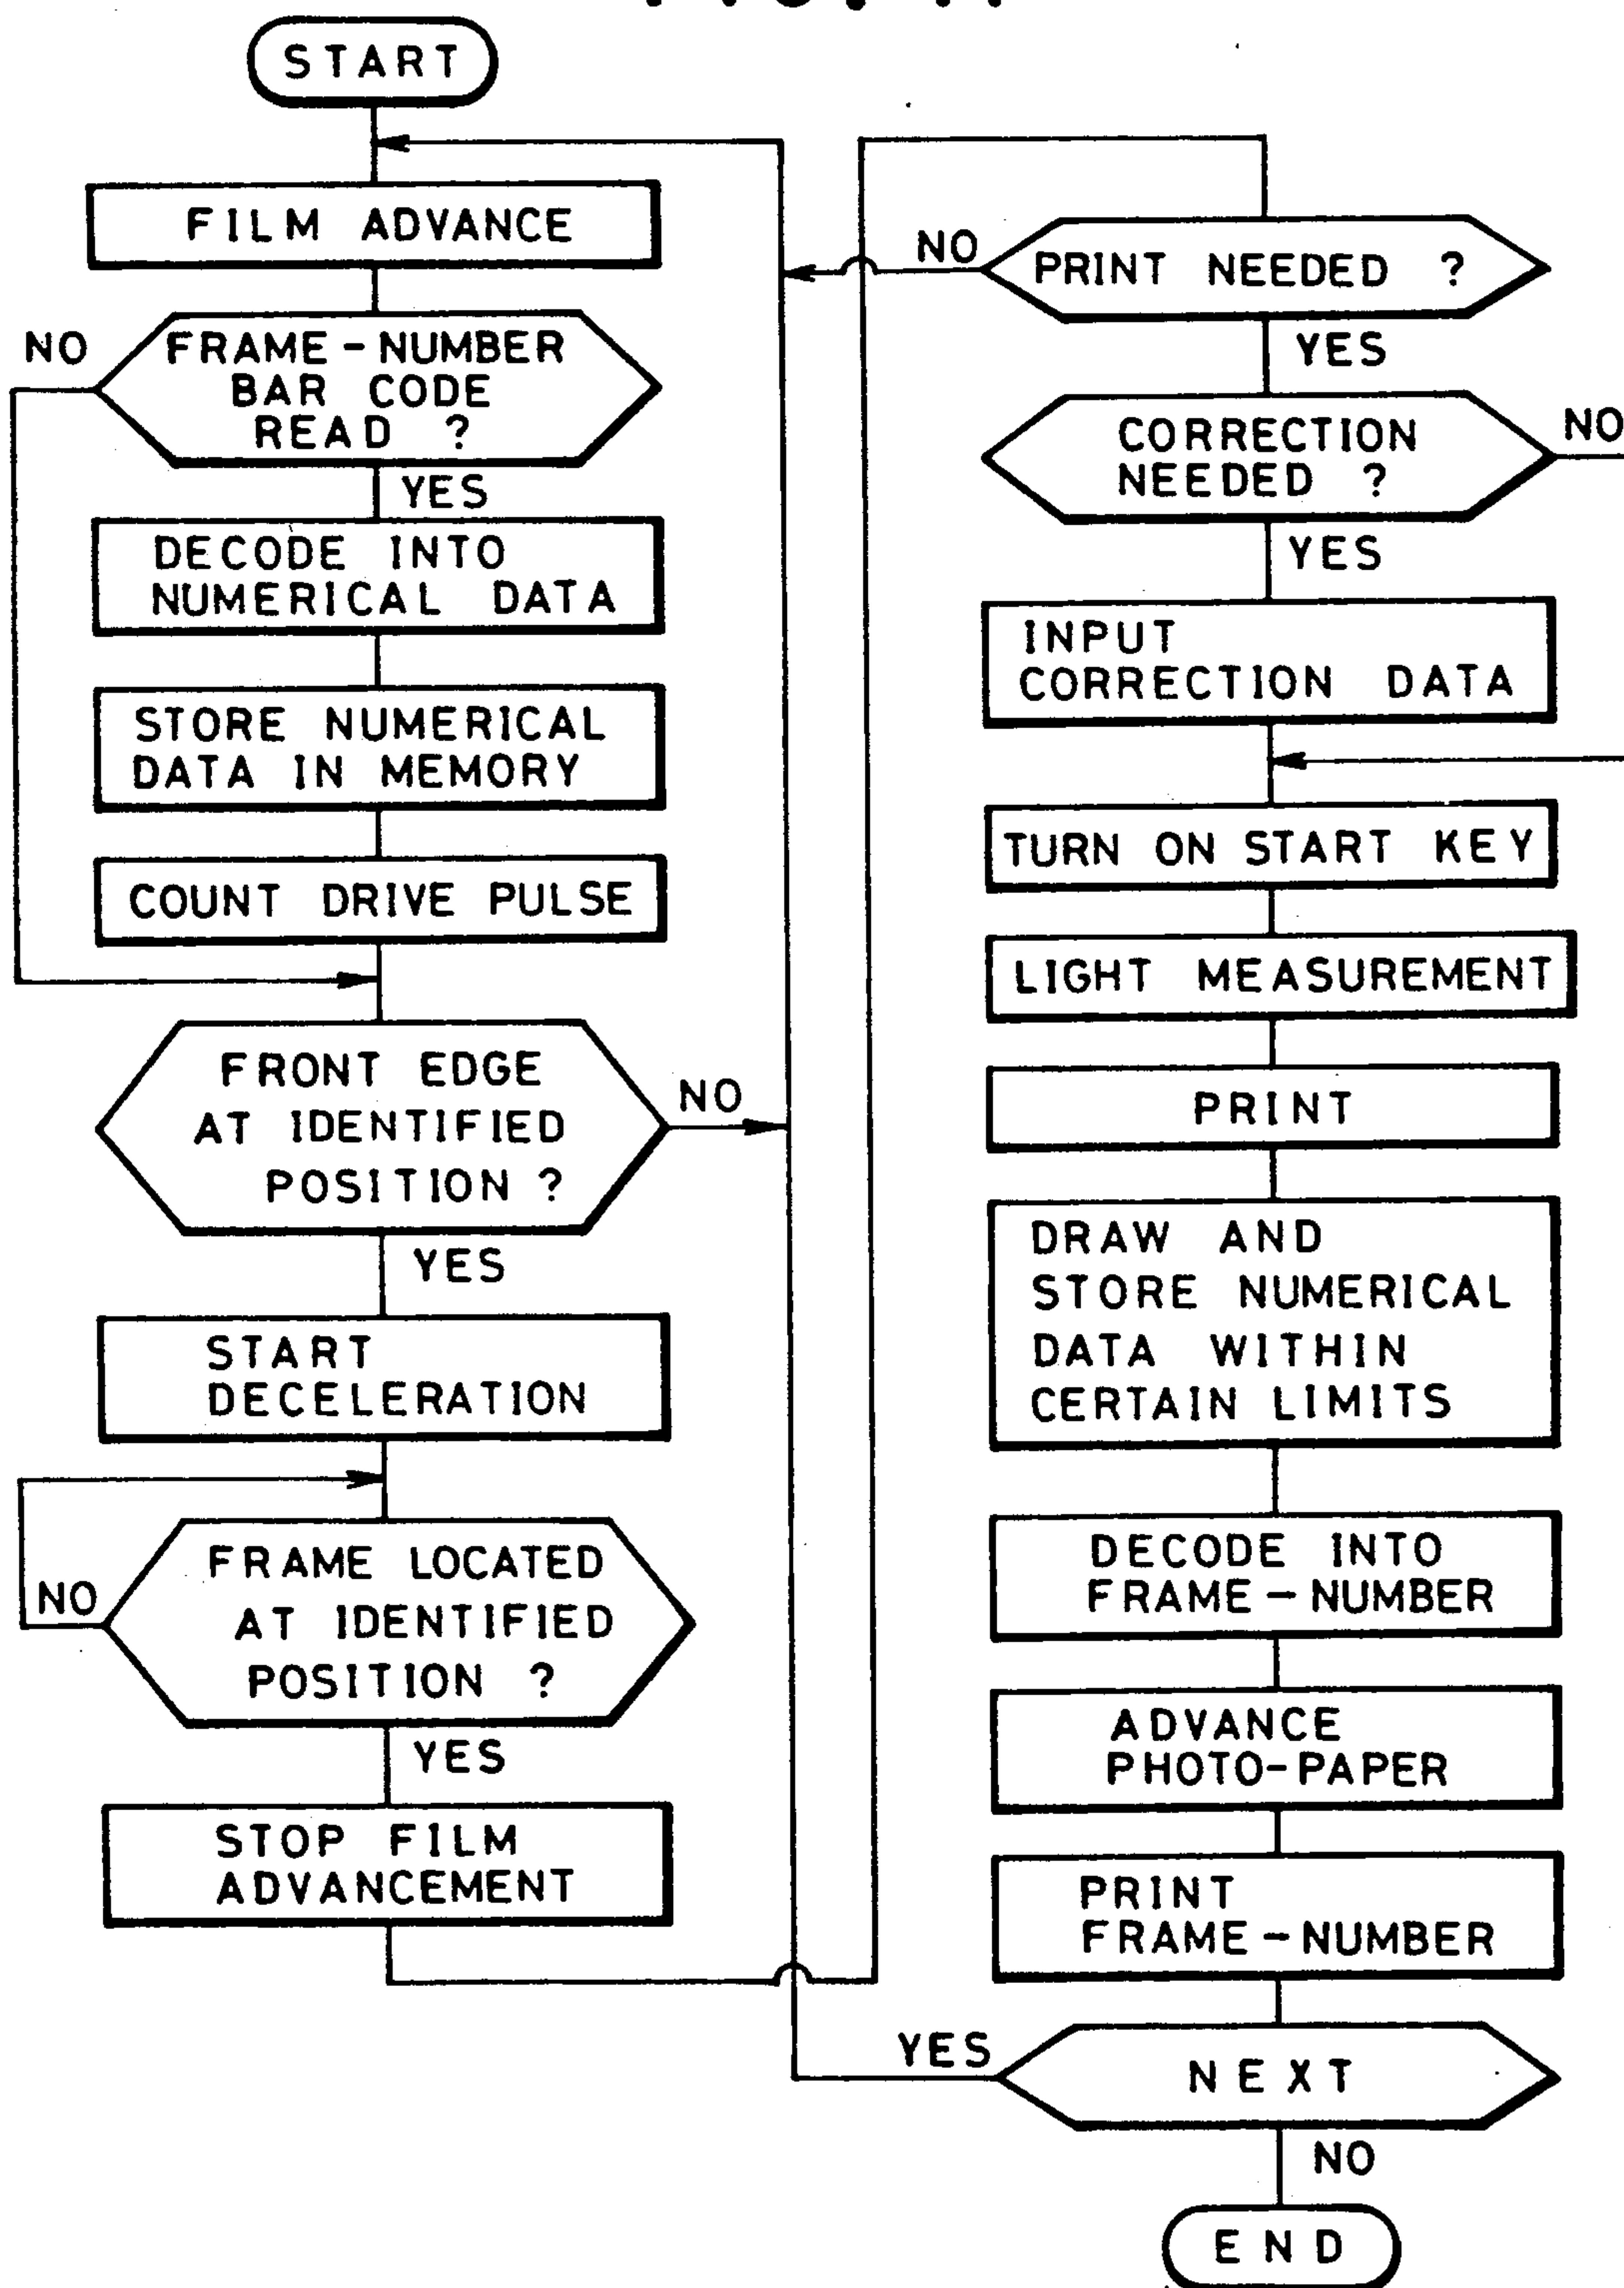 START
FILM ADVANCE
NO
FRAME-NUMBER
BAR CODE
READ ?
YES
DECODE INTO
NUMERICAL DATA
STORE NUMERICAL
DATA IN MEMORY
COUNT DRIVE PULSE
FRONT EDGE
AT IDENTIFIED
POSITION ?
NO
YES
START
DECELERATION
FRAME LOCATED
AT IDENTIFIED
POSITION ?
NO
YES
STOP FILM
ADVANCEMENT
NO
PRINT NEEDED ?
YES
CORRECTION
NEEDED ?
NO
YES
INPUT
CORRECTION DATA
TURN ON START KEY
LIGHT MEASUREMENT
PRINT
DRAW AND
STORE NUMERICAL
DATA WITHIN
CERTAIN LIMITS
DECODE INTO
FRAME-NUMBER
ADVANCE
PHOTO-PAPER
PRINT
FRAME-NUMBER
YES
NEXT
NO
END